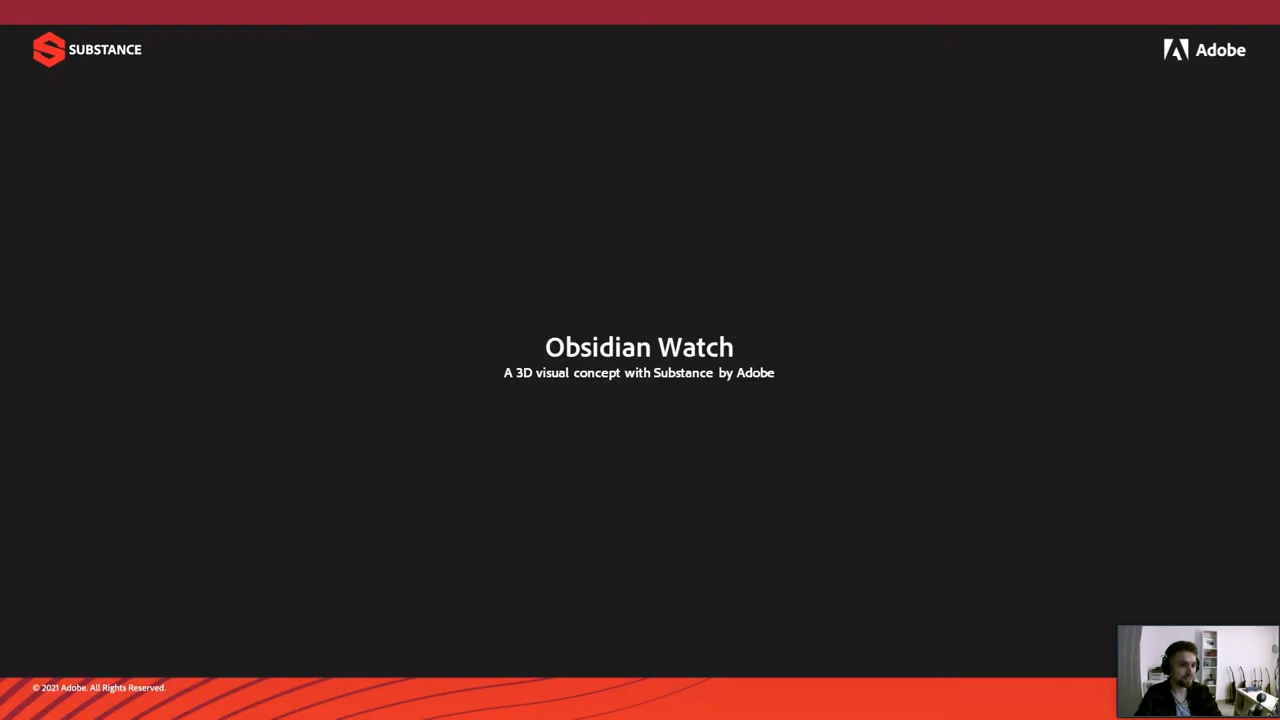 SUBSTANCE
Adobe
Obsidian Watch
A 3D visual concept with Substance by Adobe
© 2021 Adobe. All Rights Reserved.